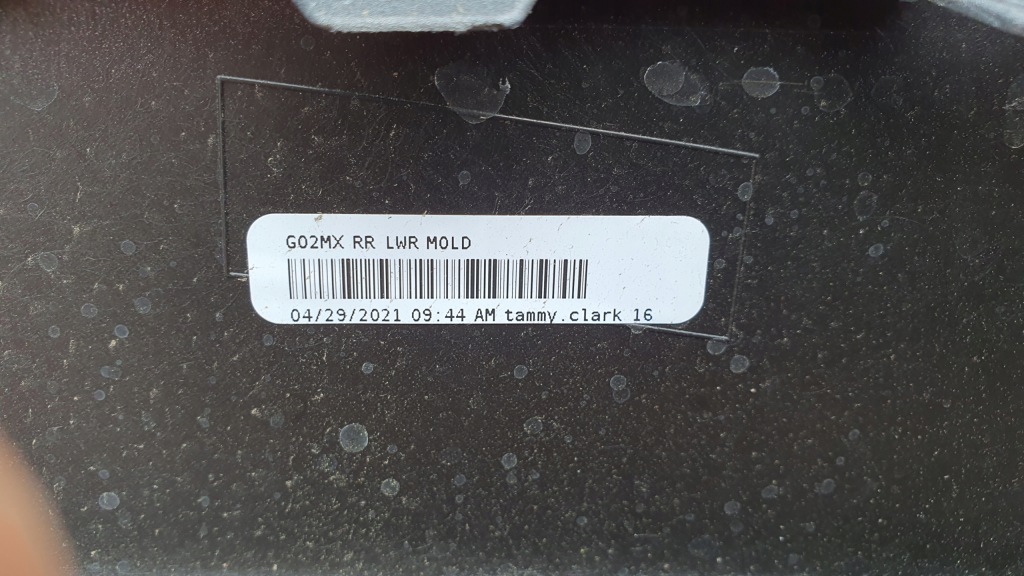 G02MX RR LWR MOLD
04/29/2021 09:44 AM tammy.clark 16